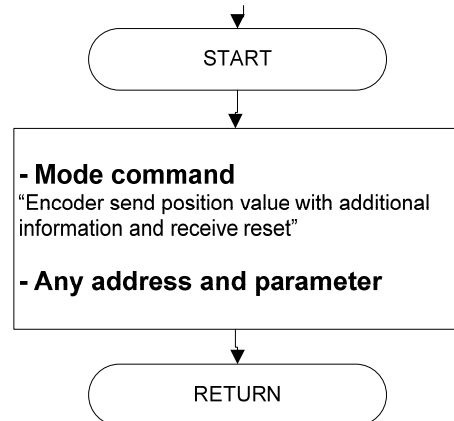 START
- Mode command
“Encoder send position value with additional
information and receive reset”
- Any address and parameter
RETURN